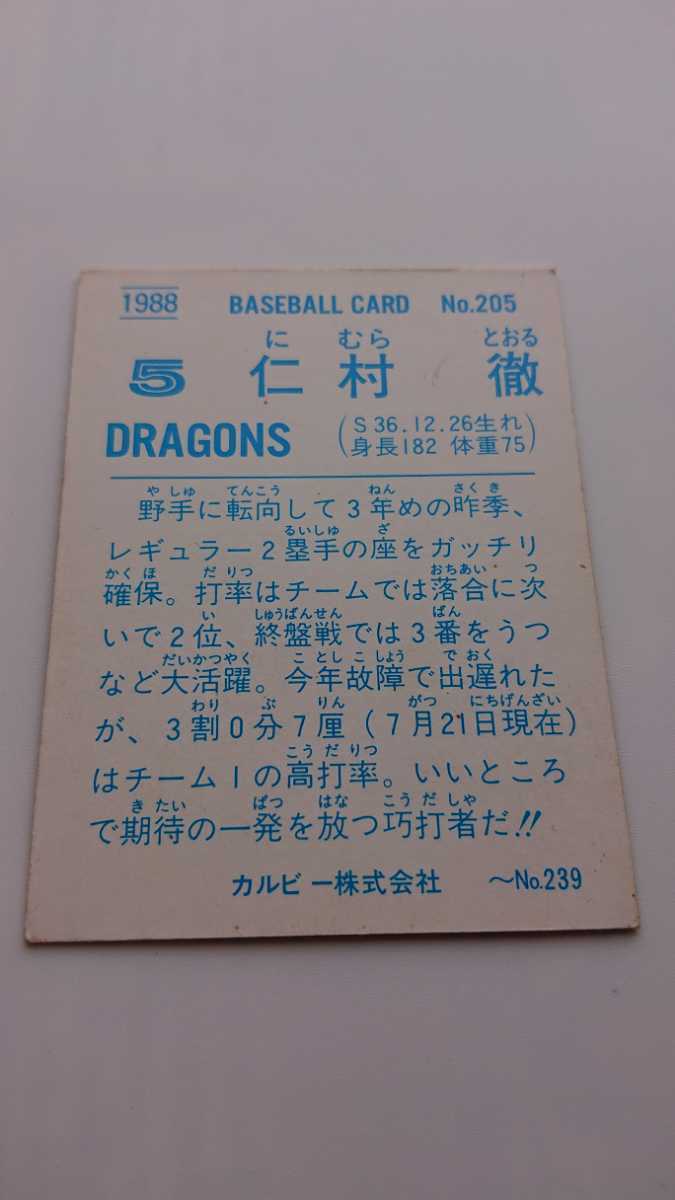 1988 BASEBALL CARD No.205
に むら とおる
5 仁村 徹
DRAGONS (S36.12.26生れ
身長182 体重75)
や しゅ てんこう ねん さく き
野手に転向して3年めの昨季、
るいしゅ ざ
レギュラー2塁手の座をガッチリ
かく ほ だ りつ おちあい つ
確保。打率はチームでは落合に次
い しゅうばんせん ばん
いで2位、終盤戦では3番をうつ
だいかつやく こ とし こ しょう で おく
など大活躍。今年故障で出遅れた
わり ぶ りん がつ にちげんざい
が、3割0分7厘(7月21日現在)
こう だ りつ
はチーム1の高打率。いいところ
き たい ぱつ はな こう だ しゃ
で期待の一発を放つ巧打者だ!!
カルビー株式会社 〜No.239